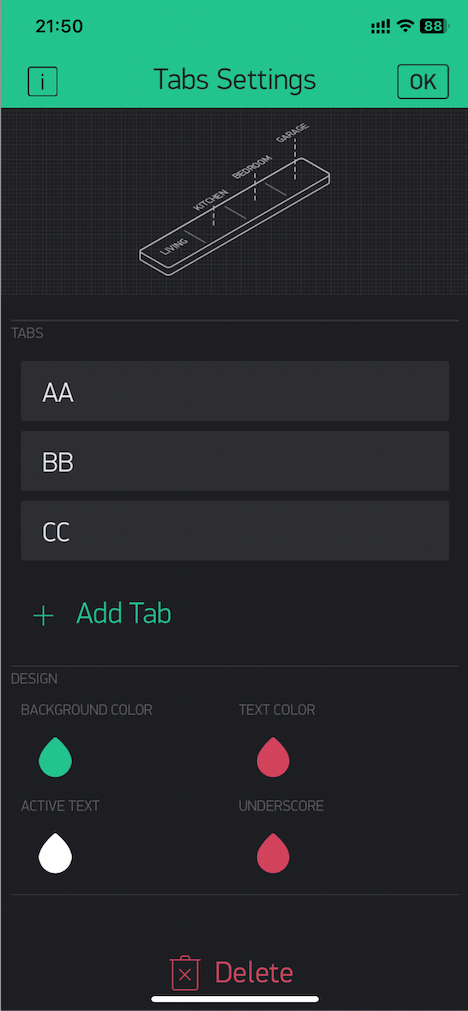 21:50
88
i
Tabs Settings
OK
GARAGE
BEDROOM
KITCHEN
LIVING
TABS
AA
BB
CC
+ Add Tab
DESIGN
BACKGROUND COLOR
TEXT COLOR
ACTIVE TEXT
UNDERSCORE
Delete